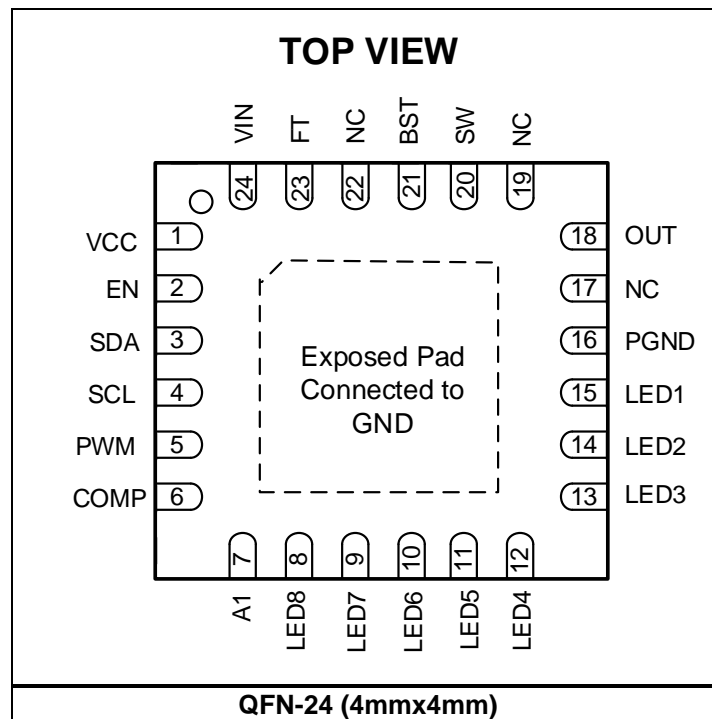 TOP VIEW
VIN FT NC BST SW NC
24 23 22 21 20 19
VCC 1
EN 2
SDA 3
SCL 4
PWM 5
COMP 6
18 OUT
17 NC
16 PGND
15 LED1
14 LED2
13 LED3
Exposed Pad
Connected to
GND
7 8 9 10 11 12
A1 LED8 LED7 LED6 LED5 LED4
QFN-24 (4mmx4mm)